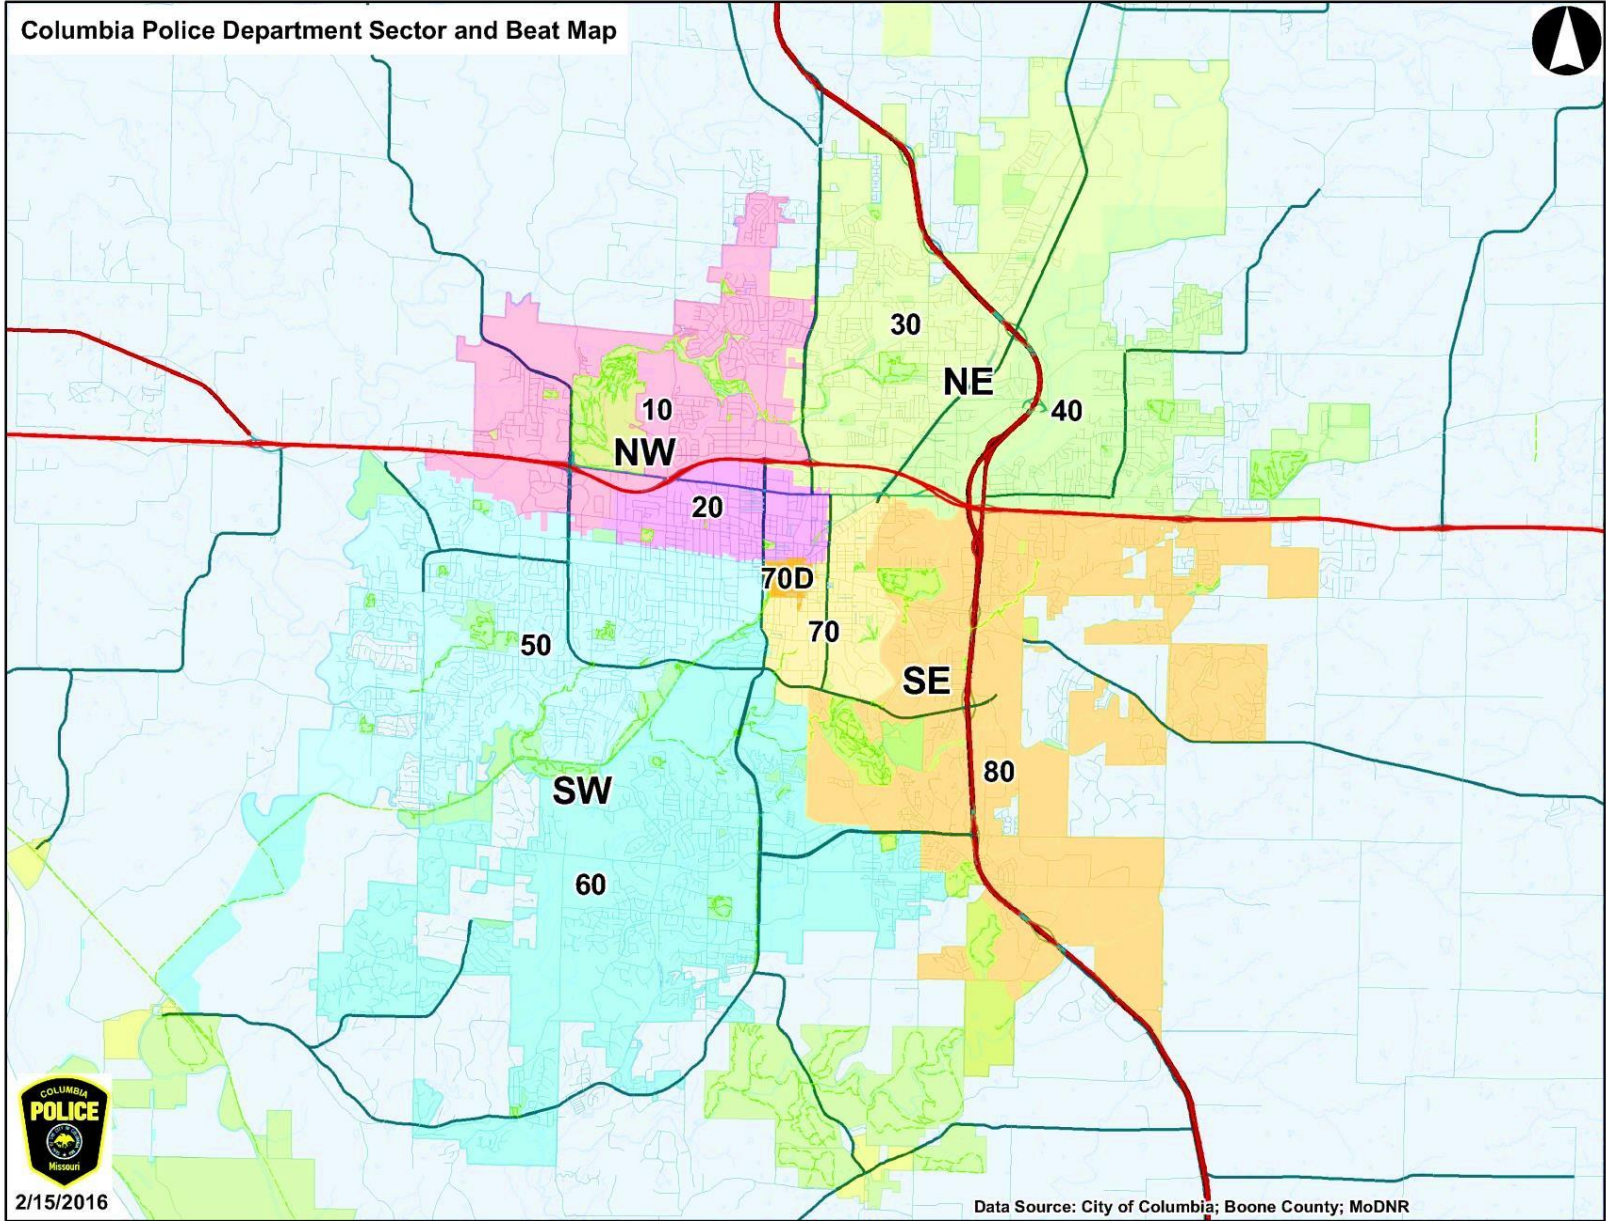 Columbia Police Department Sector and Beat Map
30
NE
10
40
NW
20
70D
70
50
SE
80
SW
60
COLUMBIA
POLICE
Missouri
2/15/2016
Data Source: City of Columbia; Boone County; MoDNR